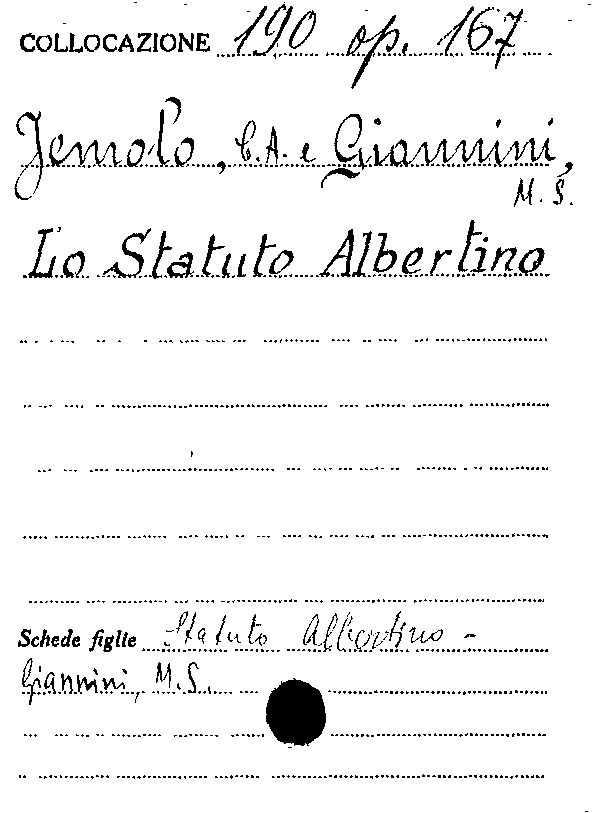 COLLOCAZIONE 190 op. 167
Jemolo, C.A. e Giannini,
M. S.
Lo Statuto Albertino
Schede figlie Statuto Albertino -
Giannini, M.S.